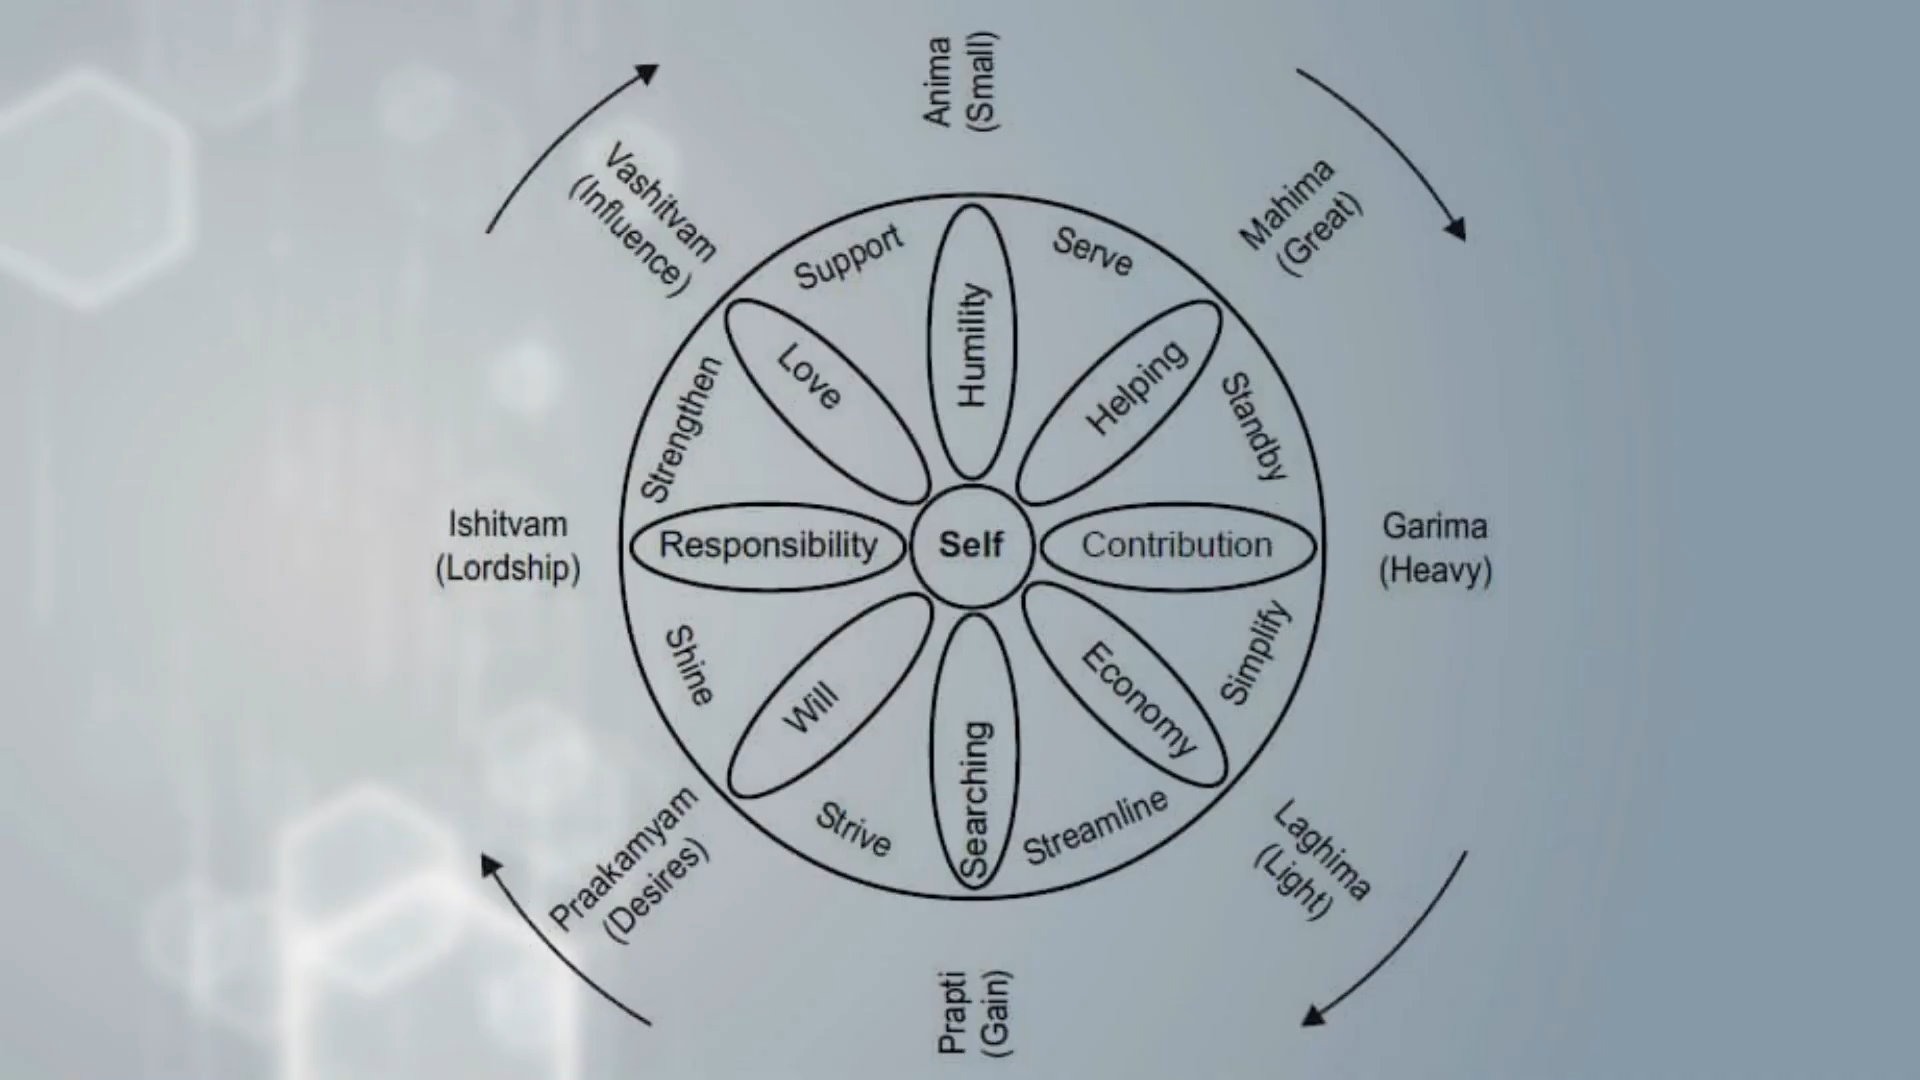 Anima
(Small)
Mahima
(Great)
Garima
(Heavy)
Laghima
(Light)
Prapti
(Gain)
Praakamyam
(Desires)
Ishitvam
(Lordship)
Vashitvam
(Influence)
Serve
Standby
Simplify
Streamline
Strive
Shine
Strengthen
Support
Humility
Helping
Contribution
Economy
Searching
Will
Responsibility
Love
Self